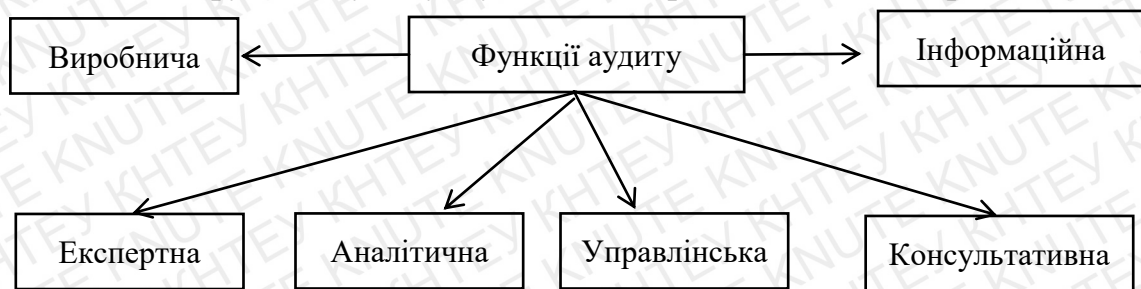 Виробнича
Функції аудиту
Інформаційна
Експертна
Аналітична
Управлінська
Консультативна